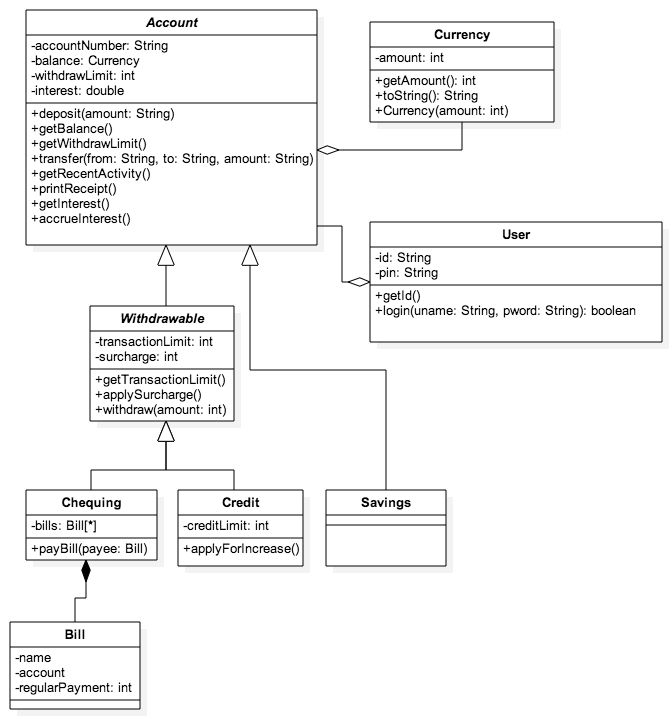 Account
-accountNumber: String
-balance: Currency
-withdrawLimit: int
-interest: double
+deposit(amount: String)
+getBalance()
+getWithdrawLimit()
+transfer(from: String, to: String, amount: String)
+getRecentActivity()
+printReceipt()
+getInterest()
+accrueInterest()
Currency
-amount: int
+getAmount(): int
+toString(): String
+Currency(amount: int)
User
-id: String
-pin: String
+getId()
+login(uname: String, pword: String): boolean
Withdrawable
-transactionLimit: int
-surcharge: int
+getTransactionLimit()
+applySurcharge()
+withdraw(amount: int)
Chequing
-bills: Bill[*]
+payBill(payee: Bill)
Credit
-creditLimit: int
+applyForIncrease()
Savings
Bill
-name
-account
-regularPayment: int